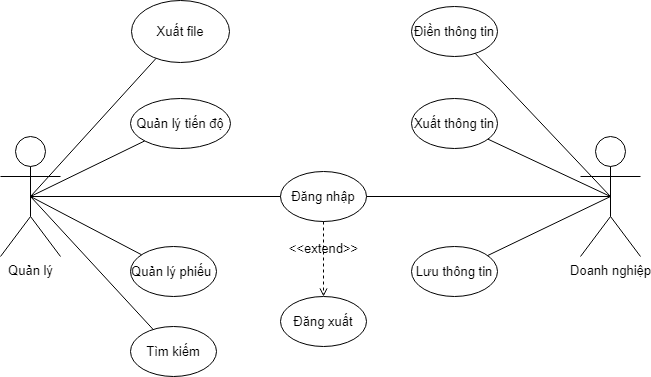 Xuất file
Điền thông tin
Quản lý tiến độ
Xuất thông tin
Đăng nhập
<<extend>>
Quản lý
Quản lý phiếu
Lưu thông tin
Doanh nghiệp
Đăng xuất
Tìm kiếm